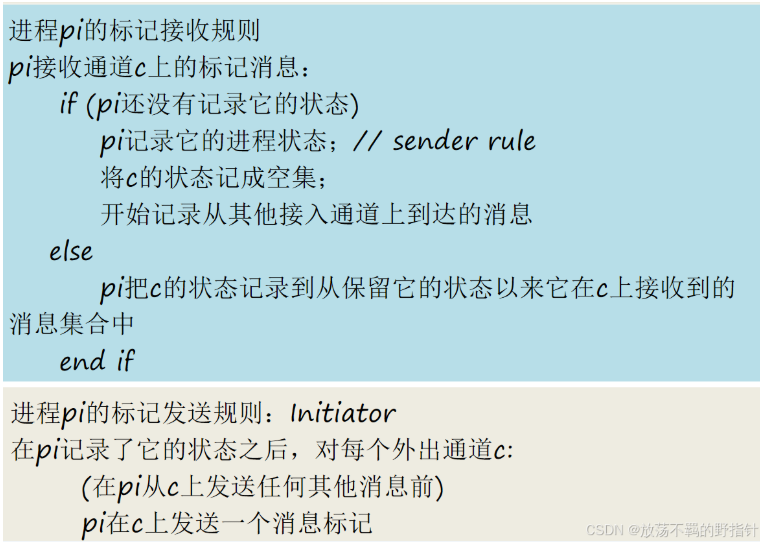 进程pi的标记接收规则
pi接收通道c上的标记消息：
if (pi还没有记录它的状态)
pi记录它的进程状态；// sender rule
将c的状态记成空集；
开始记录从其他接入通道上到达的消息
else
pi把c的状态记录到从保留它的状态以来它在c上接收到的
消息集合中
end if
进程pi的标记发送规则：Initiator
在pi记录了它的状态之后，对每个外出通道c:
(在pi从c上发送任何其他消息前)
pi在c上发送一个消息标记
CSDN @放荡不羁的野指针